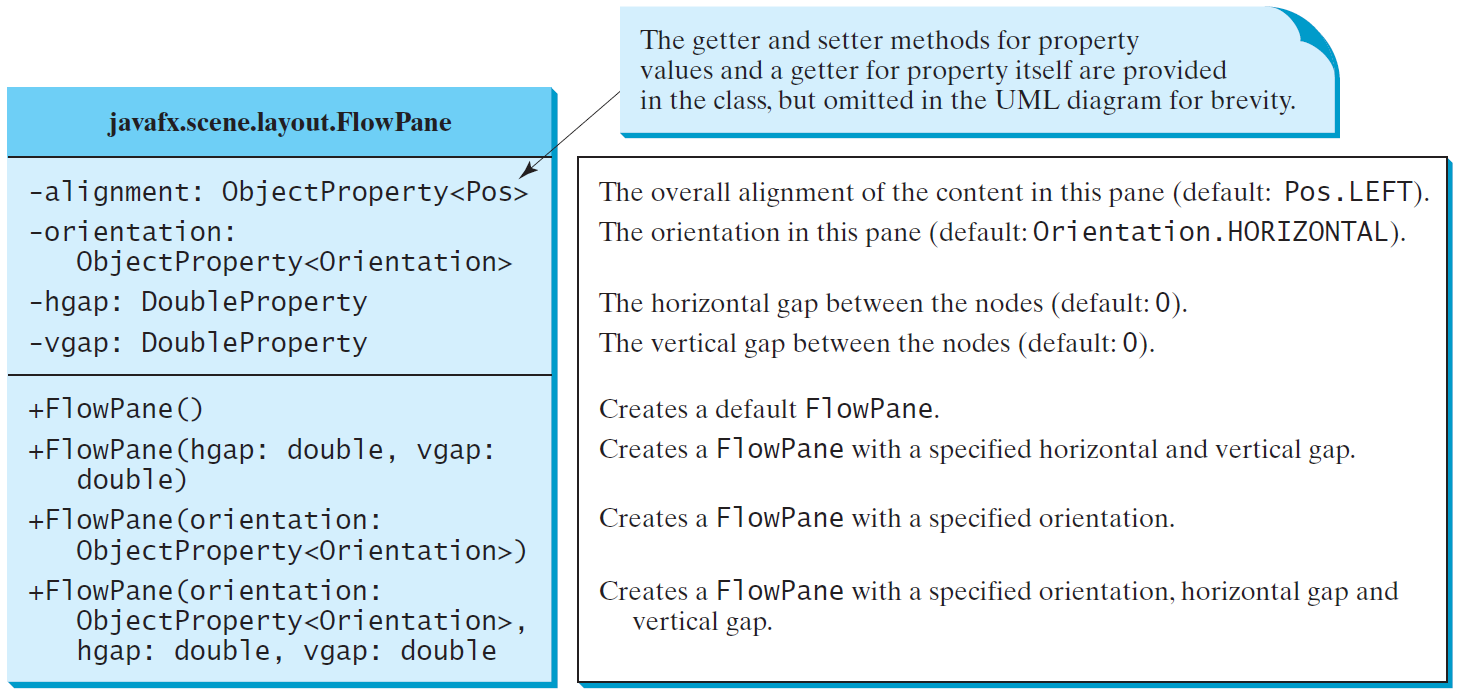 The getter and setter methods for property
values and a getter for property itself are provided
in the class, but omitted in the UML diagram for brevity.
javafx.scene.layout.FlowPane
-alignment: ObjectProperty<Pos>
The overall alignment of the content in this pane (default: Pos.LEFT).
-orientation:
ObjectProperty<Orientation>
The orientation in this pane (default: Orientation.HORIZONTAL).
-hgap: DoubleProperty
The horizontal gap between the nodes (default: 0).
-vgap: DoubleProperty
The vertical gap between the nodes (default: 0).
+FlowPane()
Creates a default FlowPane.
+FlowPane(hgap: double, vgap:
double)
Creates a FlowPane with a specified horizontal and vertical gap.
+FlowPane(orientation:
ObjectProperty<Orientation>)
Creates a FlowPane with a specified orientation.
+FlowPane(orientation:
ObjectProperty<Orientation>,
hgap: double, vgap: double
Creates a FlowPane with a specified orientation, horizontal gap and
vertical gap.